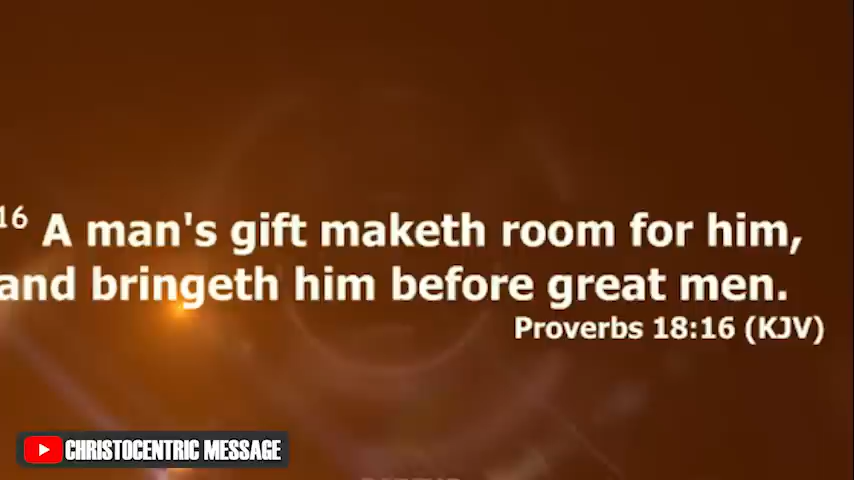 16 A man's gift maketh room for him,
and bringeth him before great men.
Proverbs 18:16 (KJV)
CHRISTOCENTRIC MESSAGE